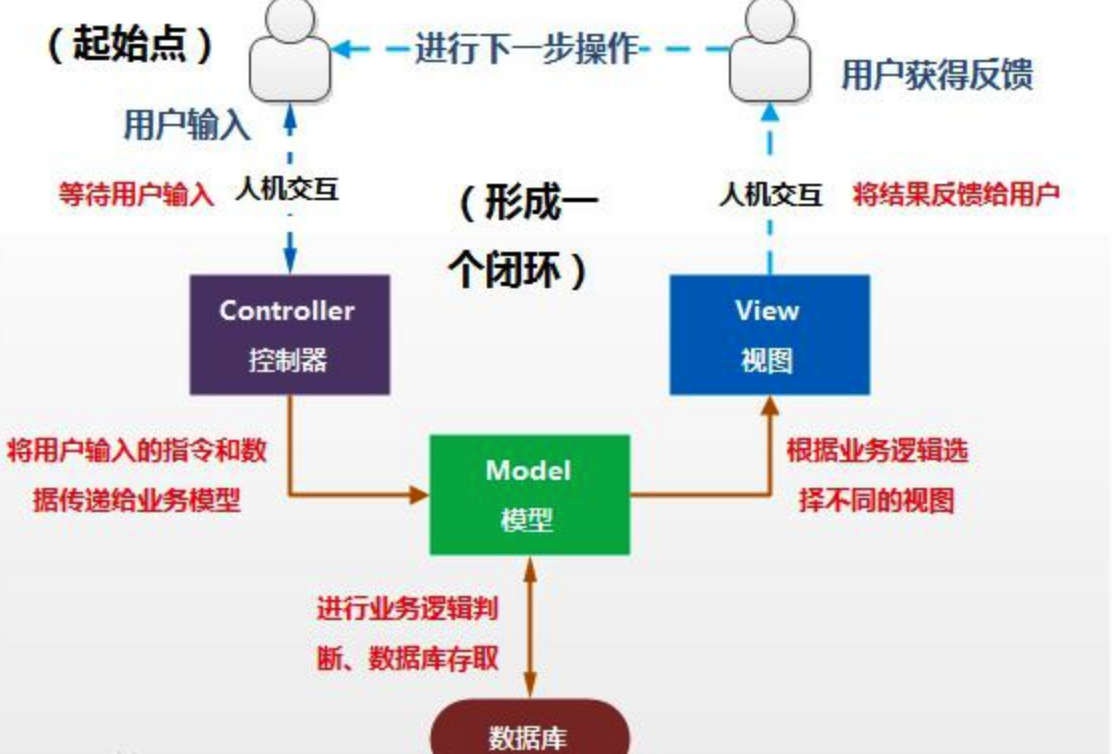 （起始点）
进行下一步操作
用户获得反馈
用户输入
等待用户输入
人机交互
（形成一
个闭环）
人机交互
将结果反馈给用户
Controller
控制器
View
视图
将用户输入的指令和数
据传递给业务模型
Model
模型
根据业务逻辑选
择不同的视图
进行业务逻辑判
断、数据库存取
数据库